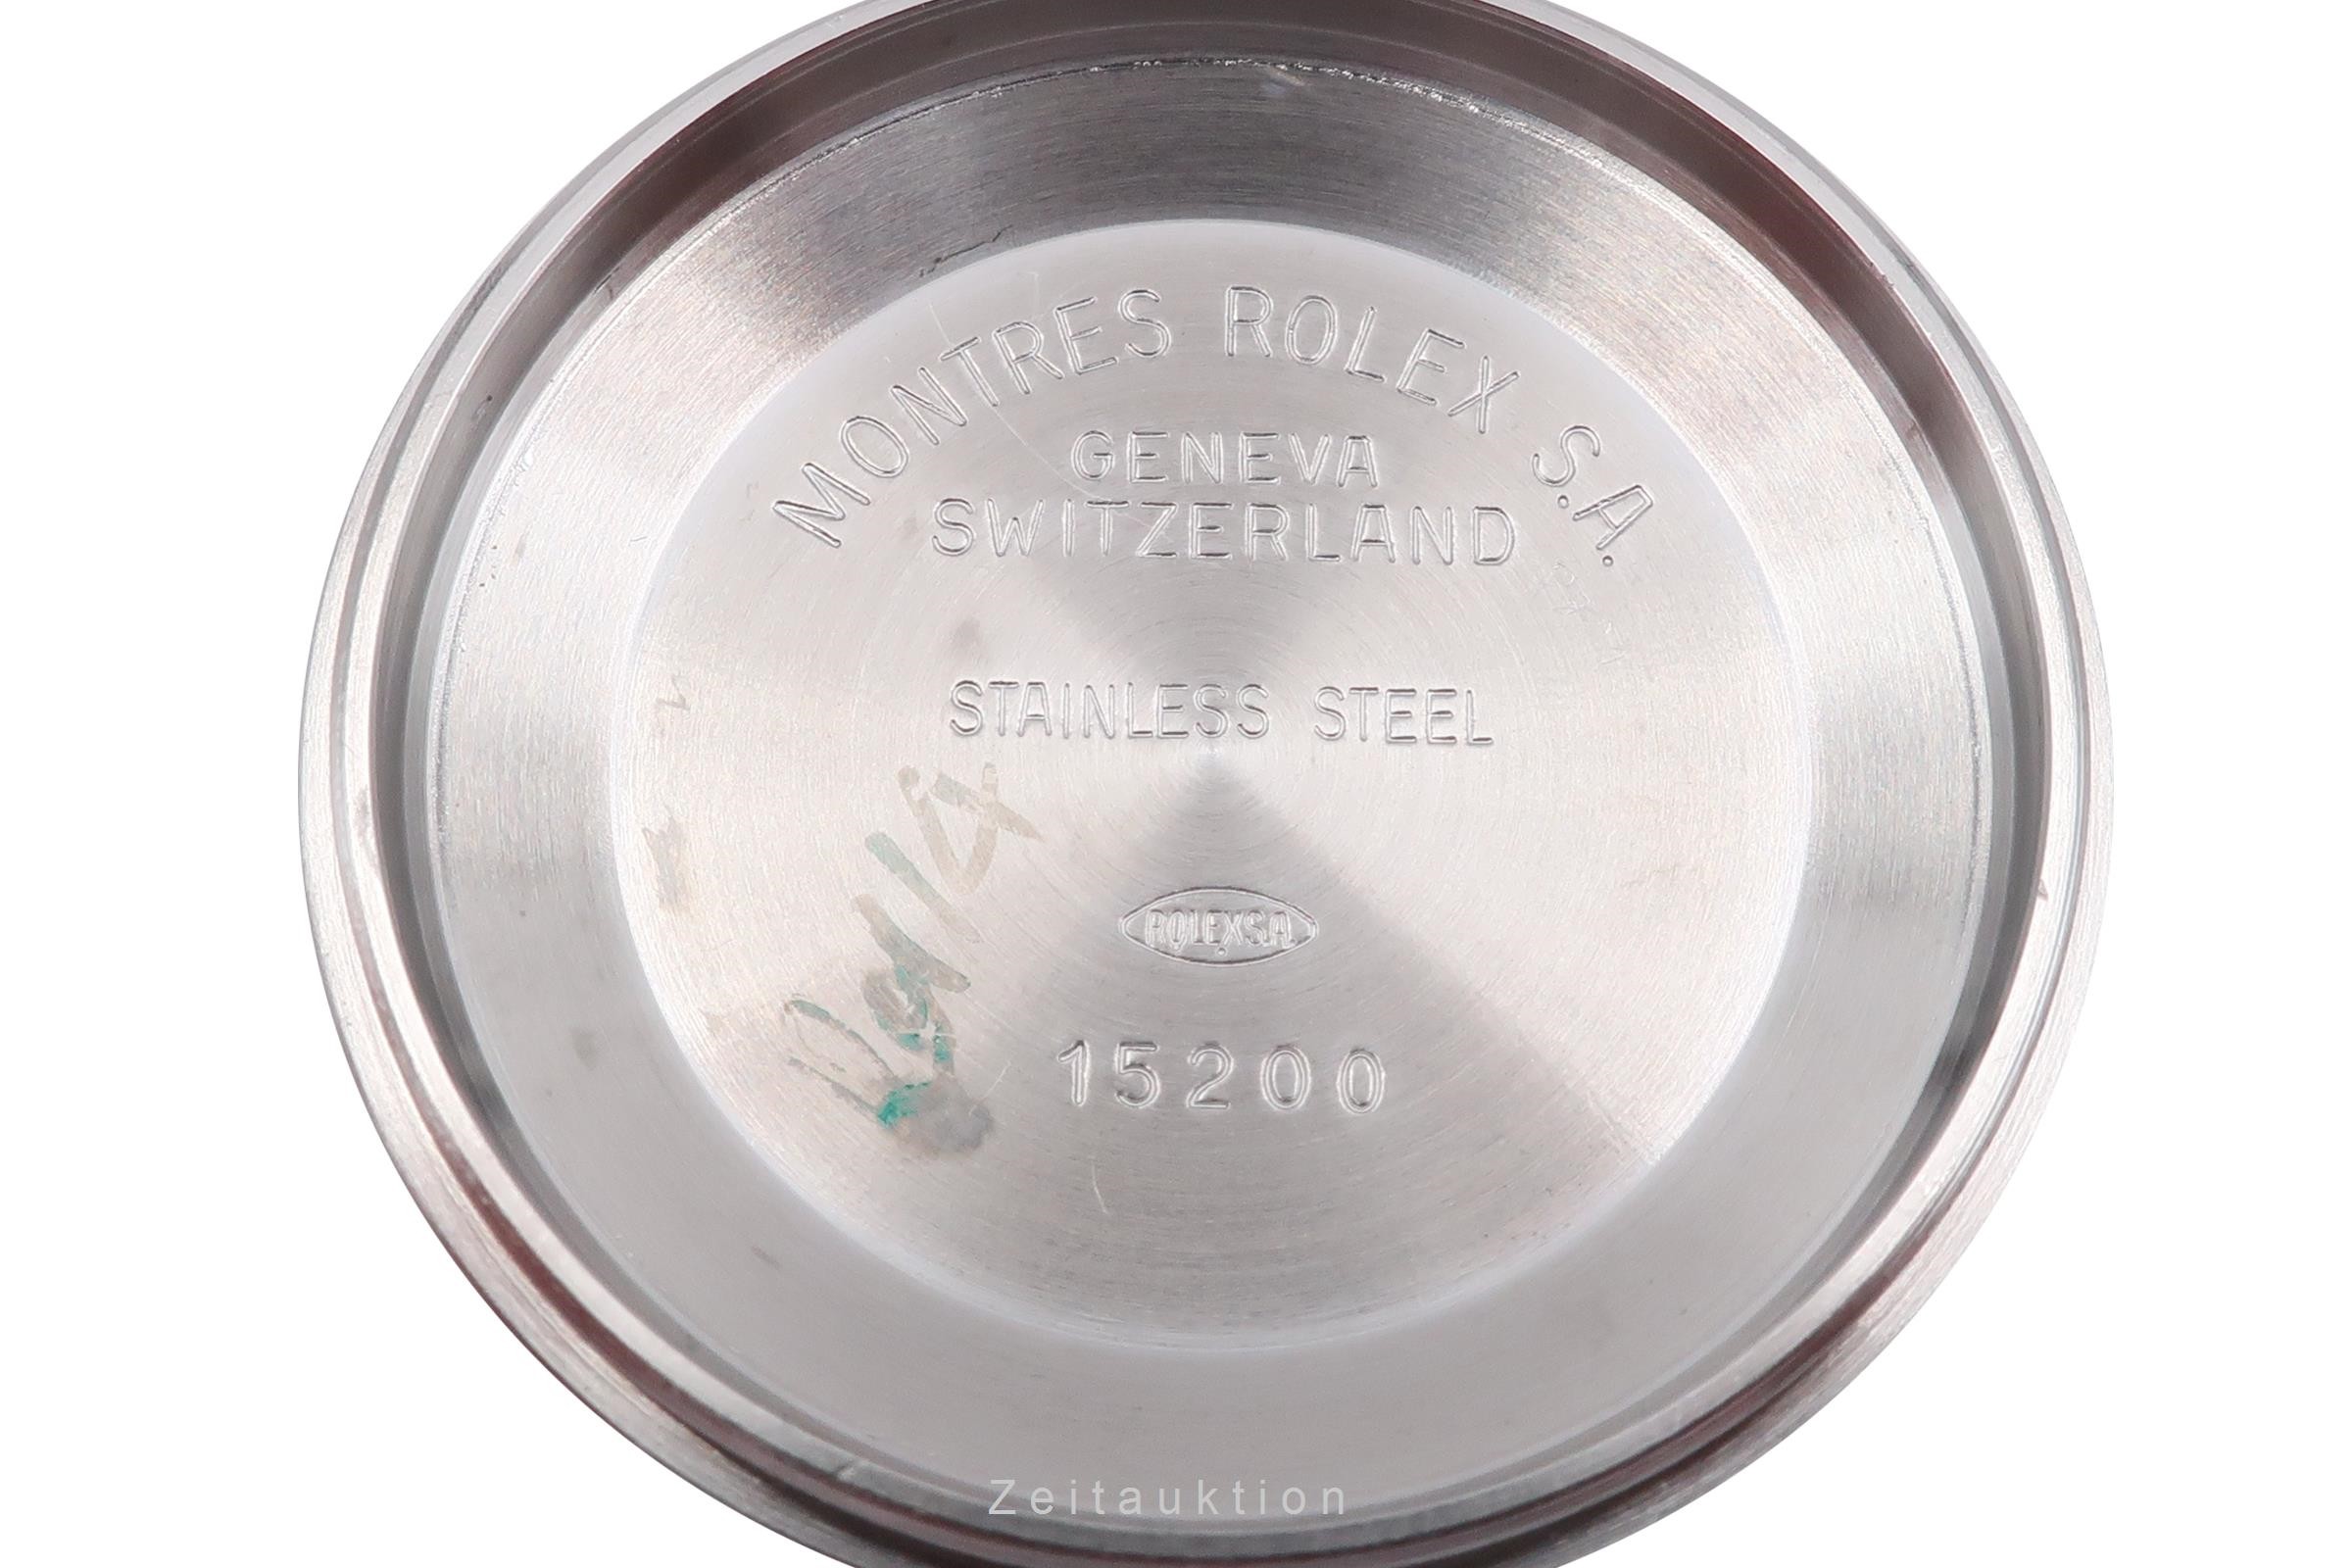 MONTRES ROLEX S.A.
GENEVA
SWITZERLAND
STAINLESS STEEL
ROLEX S.A.
15200
Zeitauktion